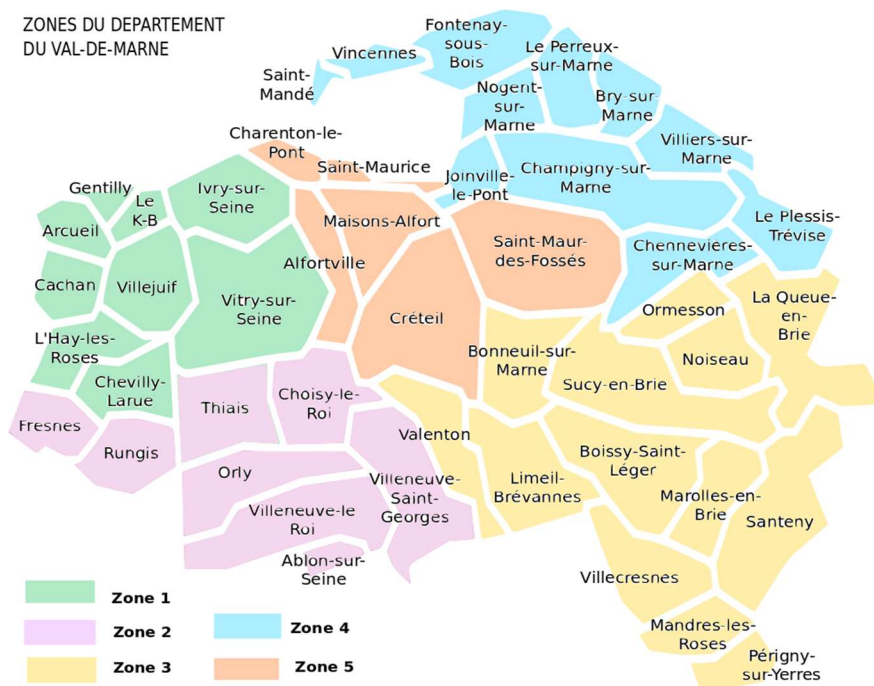 ZONES DU DEPARTEMENT
DU VAL-DE-MARNE
Fontenay-
sous-
Bois
Vincennes
Le Perreux-
sur-Marne
Saint-
Mandé
Nogent-
sur-
Marne
Bry-sur-
Marne
Villiers-sur-
Marne
Charenton-le-
Pont
Saint-Maurice
Joinville-
le-Pont
Champigny-sur-
Marne
Gentilly
Le
K-B
Ivry-sur-
Seine
Arcueil
Maisons-Alfort
Le Plessis-
Trévise
Saint-Maur-
des-Fossés
Chennevières-
sur-Marne
Cachan
Villejuif
Alfortville
Vitry-sur-
Seine
Créteil
Ormesson
La Queue-
en-
Brie
L'Hay-les-
Roses
Bonneuil-sur-
Marne
Noiseau
Chevilly-
Larue
Thiais
Choisy-le-
Roi
Sucy-en-Brie
Fresnes
Rungis
Valenton
Boissy-Saint-
Léger
Orly
Villeneuve-
Saint-
Georges
Limeil-
Brévannes
Marolles-en-
Brie
Santeny
Villeneuve-le
Roi
Ablon-sur-
Seine
Villecresnes
Mandres-les-
Roses
Périgny-
sur-Yerres
Zone 1
Zone 2
Zone 3
Zone 4
Zone 5